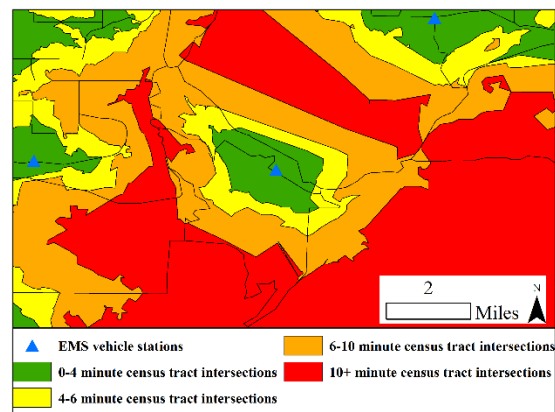 2
N
Miles
EMS vehicle stations
6-10 minute census tract intersections
0-4 minute census tract intersections
10+ minute census tract intersections
4-6 minute census tract intersections